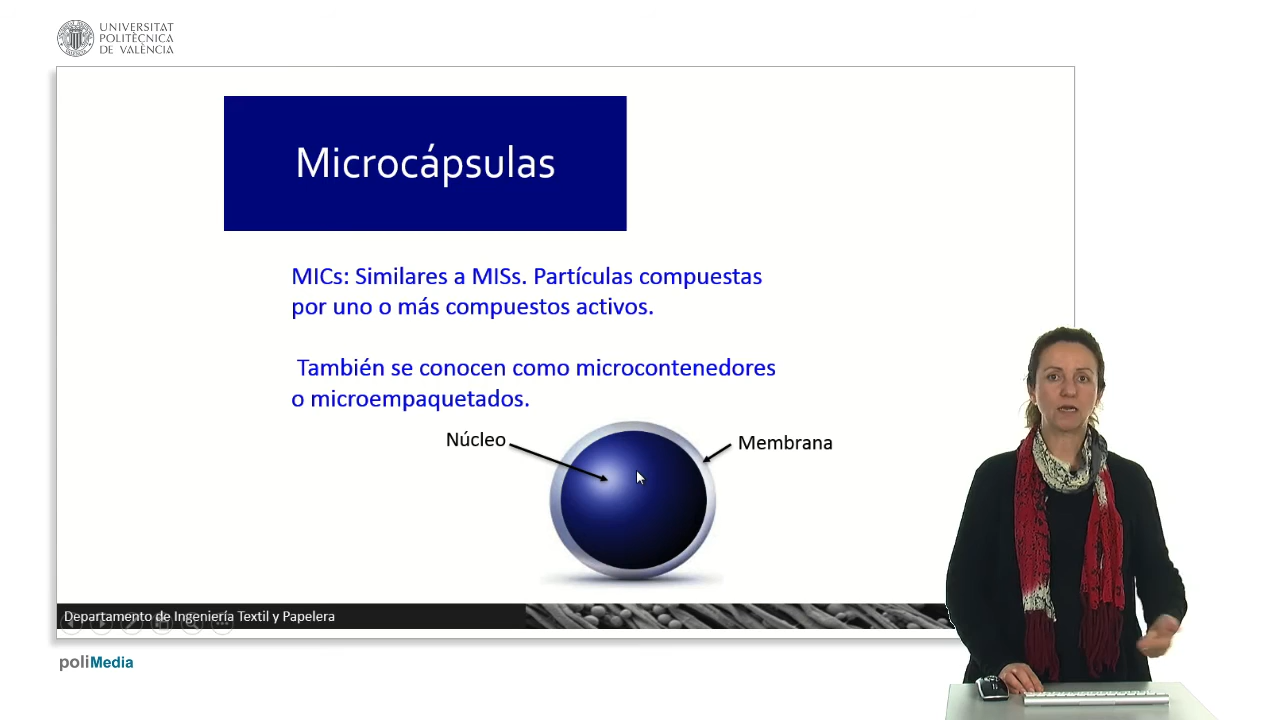 UNIVERSITAT
POLITÈCNICA
DE VALÈNCIA
Microcápsulas
MICs: Similares a MISs. Partículas compuestas
por uno o más compuestos activos.
También se conocen como microcontenedores
o microempaquetados.
Núcleo
Membrana
Departamento de Ingeniería Textil y Papelera
poliMedia